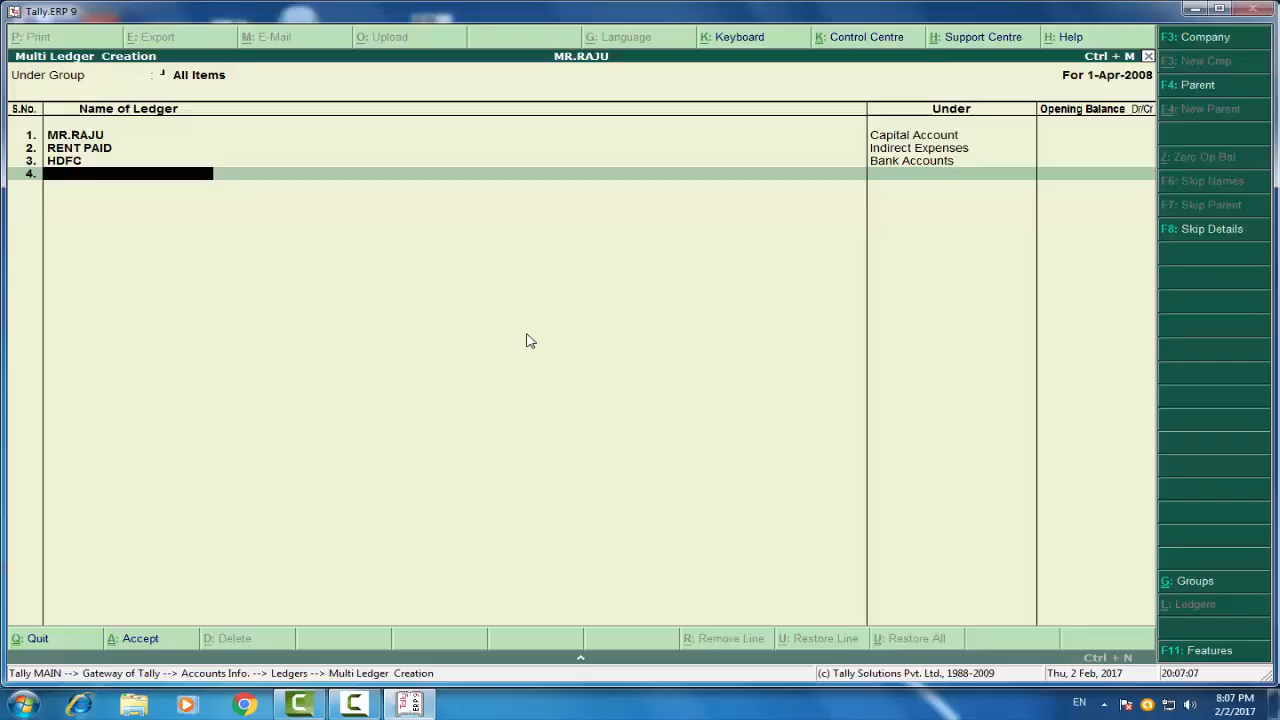 Tally.ERP 9
P: Print E: Export M: E-Mail O: Upload G: Language K: Keyboard K: Control Centre H: Support Centre H: Help
F3: Company
Multi Ledger Creation MR.RAJU Ctrl + M
F3: New Cmp
Under Group : All Items For 1-Apr-2008
F4: Parent
S.No. Name of Ledger Under Opening Balance Dr/Cr
F4: New Parent
1. MR.RAJU Capital Account
2. RENT PAID Indirect Expenses
3. HDFC Bank Accounts
4.
Z: Zero Op Bal
F6: Skip Names
F7: Skip Parent
F8: Skip Details
G: Groups
L: Ledgers
Q: Quit A: Accept D: Delete R: Remove Line U: Restore Line U: Restore All
F11: Features
Ctrl + N
Tally MAIN --> Gateway of Tally --> Accounts Info. --> Ledgers --> Multi Ledger Creation (c) Tally Solutions Pvt. Ltd., 1988-2009 Thu, 2 Feb, 2017 20:07:07
EN 8:07 PM
2/2/2017